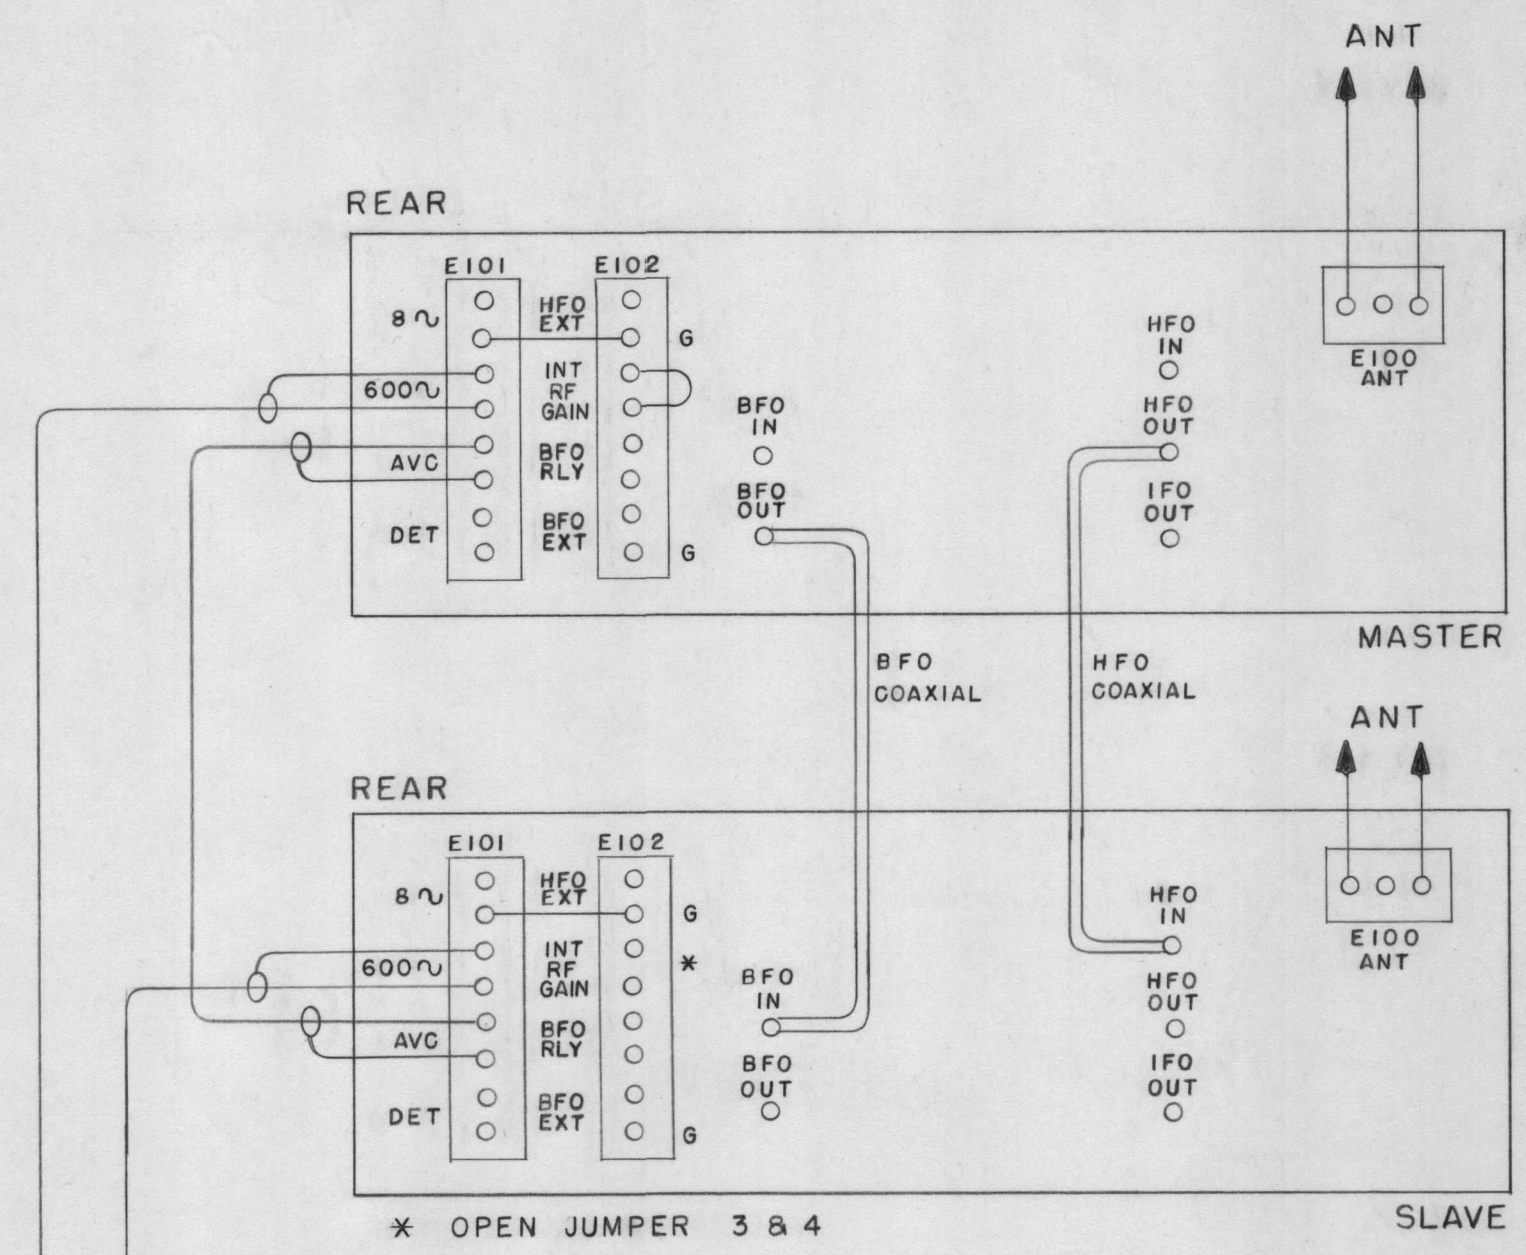 ANT
REAR
E101
E102
8∿
HFO
EXT
G
600∿
INT
RF
GAIN
AVC
BFO
RLY
DET
BFO
EXT
G
BFO
IN
BFO
OUT
HFO
IN
HFO
OUT
IFO
OUT
E100
ANT
MASTER
BFO
COAXIAL
HFO
COAXIAL
ANT
REAR
E101
E102
8∿
HFO
EXT
G
600∿
INT
RF
GAIN
*
AVC
BFO
RLY
DET
BFO
EXT
G
BFO
IN
BFO
OUT
HFO
IN
HFO
OUT
IFO
OUT
E100
ANT
* OPEN JUMPER 3 & 4
SLAVE